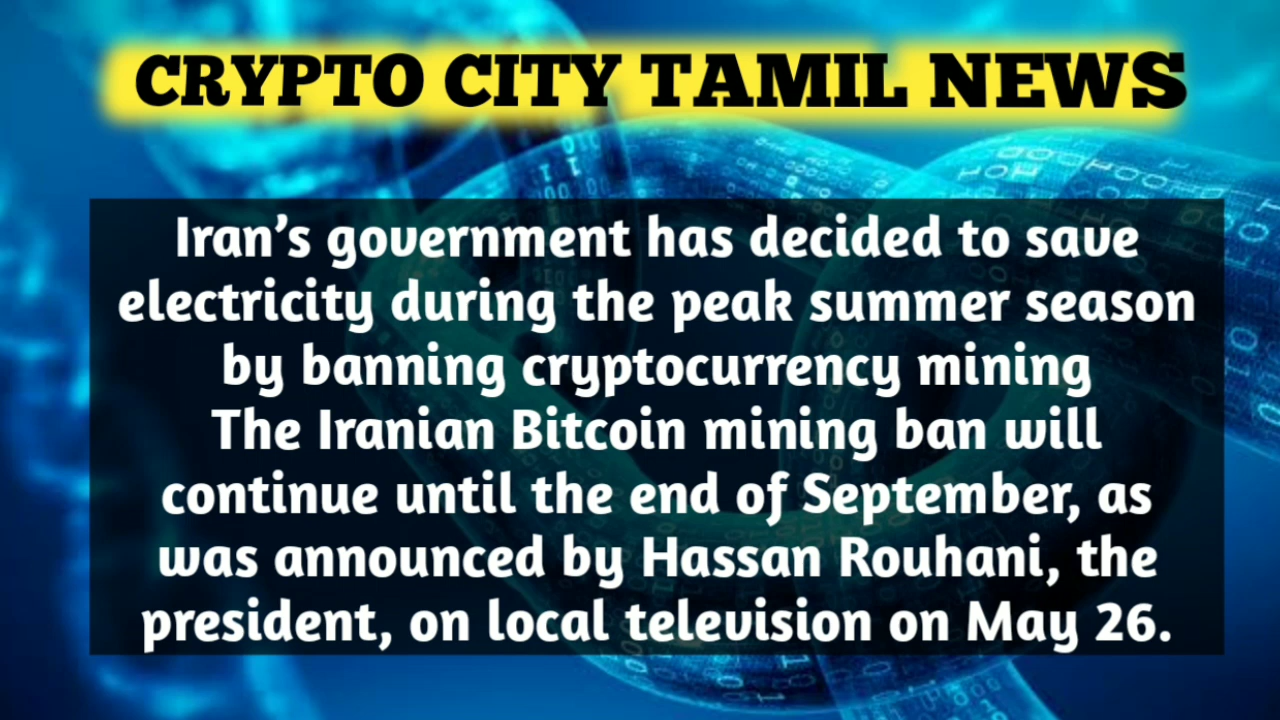 CRYPTO CITY TAMIL NEWS
Iran’s government has decided to save
electricity during the peak summer season
by banning cryptocurrency mining
The Iranian Bitcoin mining ban will
continue until the end of September, as
was announced by Hassan Rouhani, the
president, on local television on May 26.